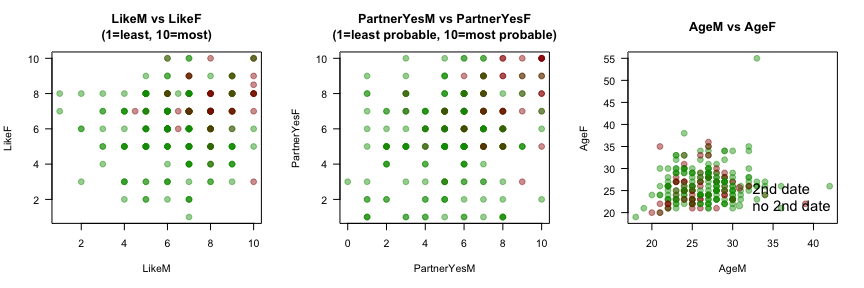 LikeM vs LikeF
(1=least, 10=most)
10
8
6
4
2
LikeF
2
4
6
8
10
LikeM
PartnerYesM vs PartnerYesF
(1=least probable, 10=most probable)
10
8
6
4
2
PartnerYesF
0
2
4
6
8
10
PartnerYesM
AgeM vs AgeF
55
50
45
40
35
30
25
20
AgeF
2nd date
no 2nd date
20
25
30
35
40
AgeM